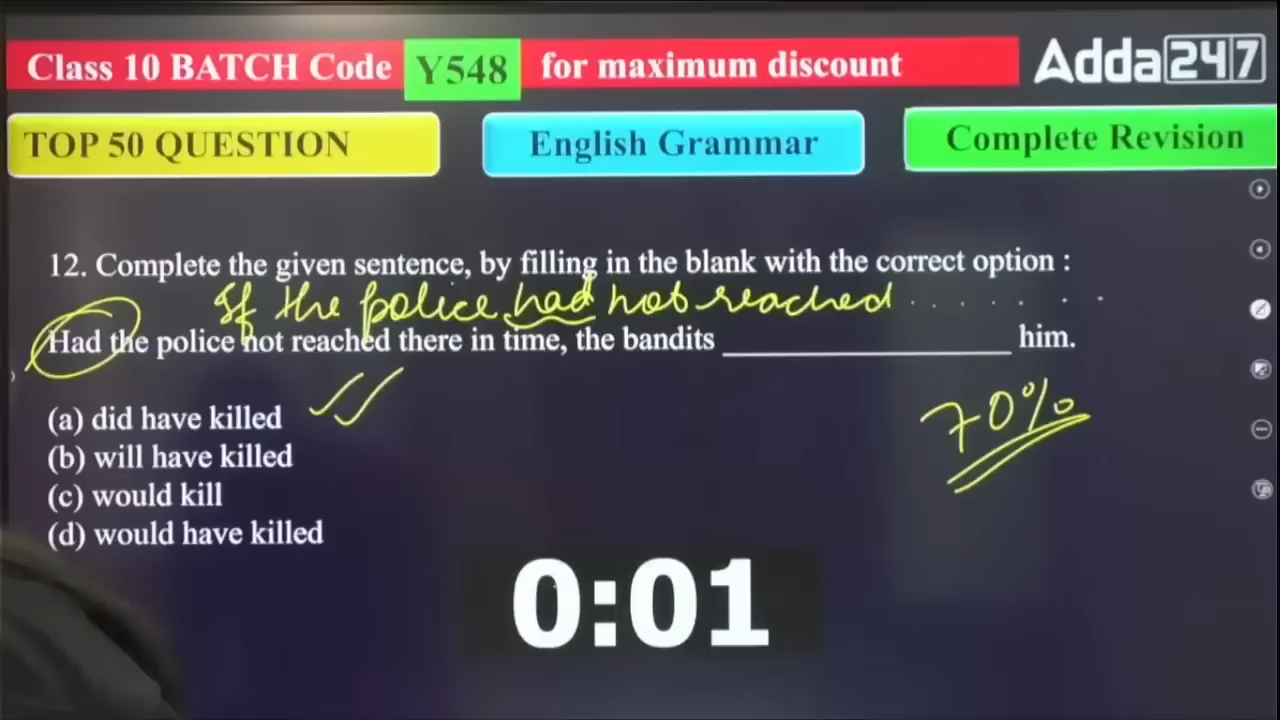 Class 10 BATCH Code Y548 for maximum discount Adda247
TOP 50 QUESTION English Grammar Complete Revision
12. Complete the given sentence, by filling in the blank with the correct option :
If the police had not reached . . . . . . .
Had the police not reached there in time, the bandits ____________________ him.
70%
(a) did have killed
(b) will have killed
(c) would kill
(d) would have killed
0:01